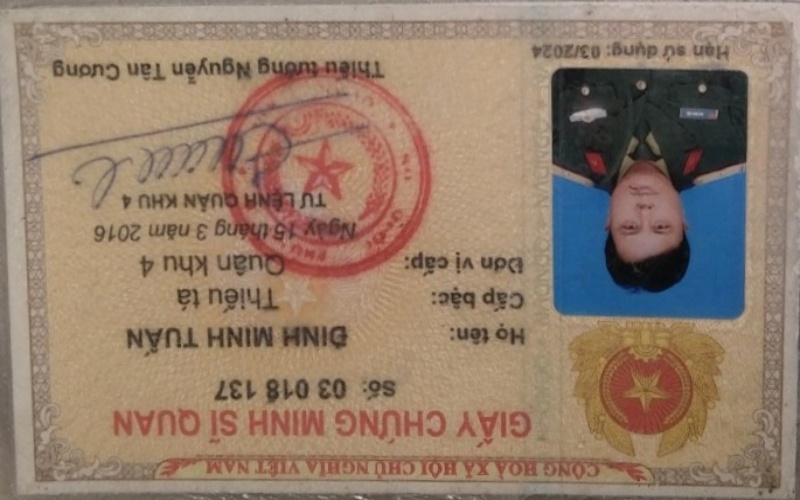 CỘNG HOÀ XÃ HỘI CHỦ NGHĨA VIỆT NAM
GIẤY CHỨNG MINH SĨ QUAN
Số: 03 018 137
Họ tên: ĐINH MINH TUẤN
Cấp bậc: Thiếu tá
Đơn vị cấp: Quân khu 4
Ngày 15 tháng 3 năm 2016
TƯ LỆNH QUÂN KHU 4
Thiếu tướng Nguyễn Tân Cương
Hạn sử dụng: 03/2024